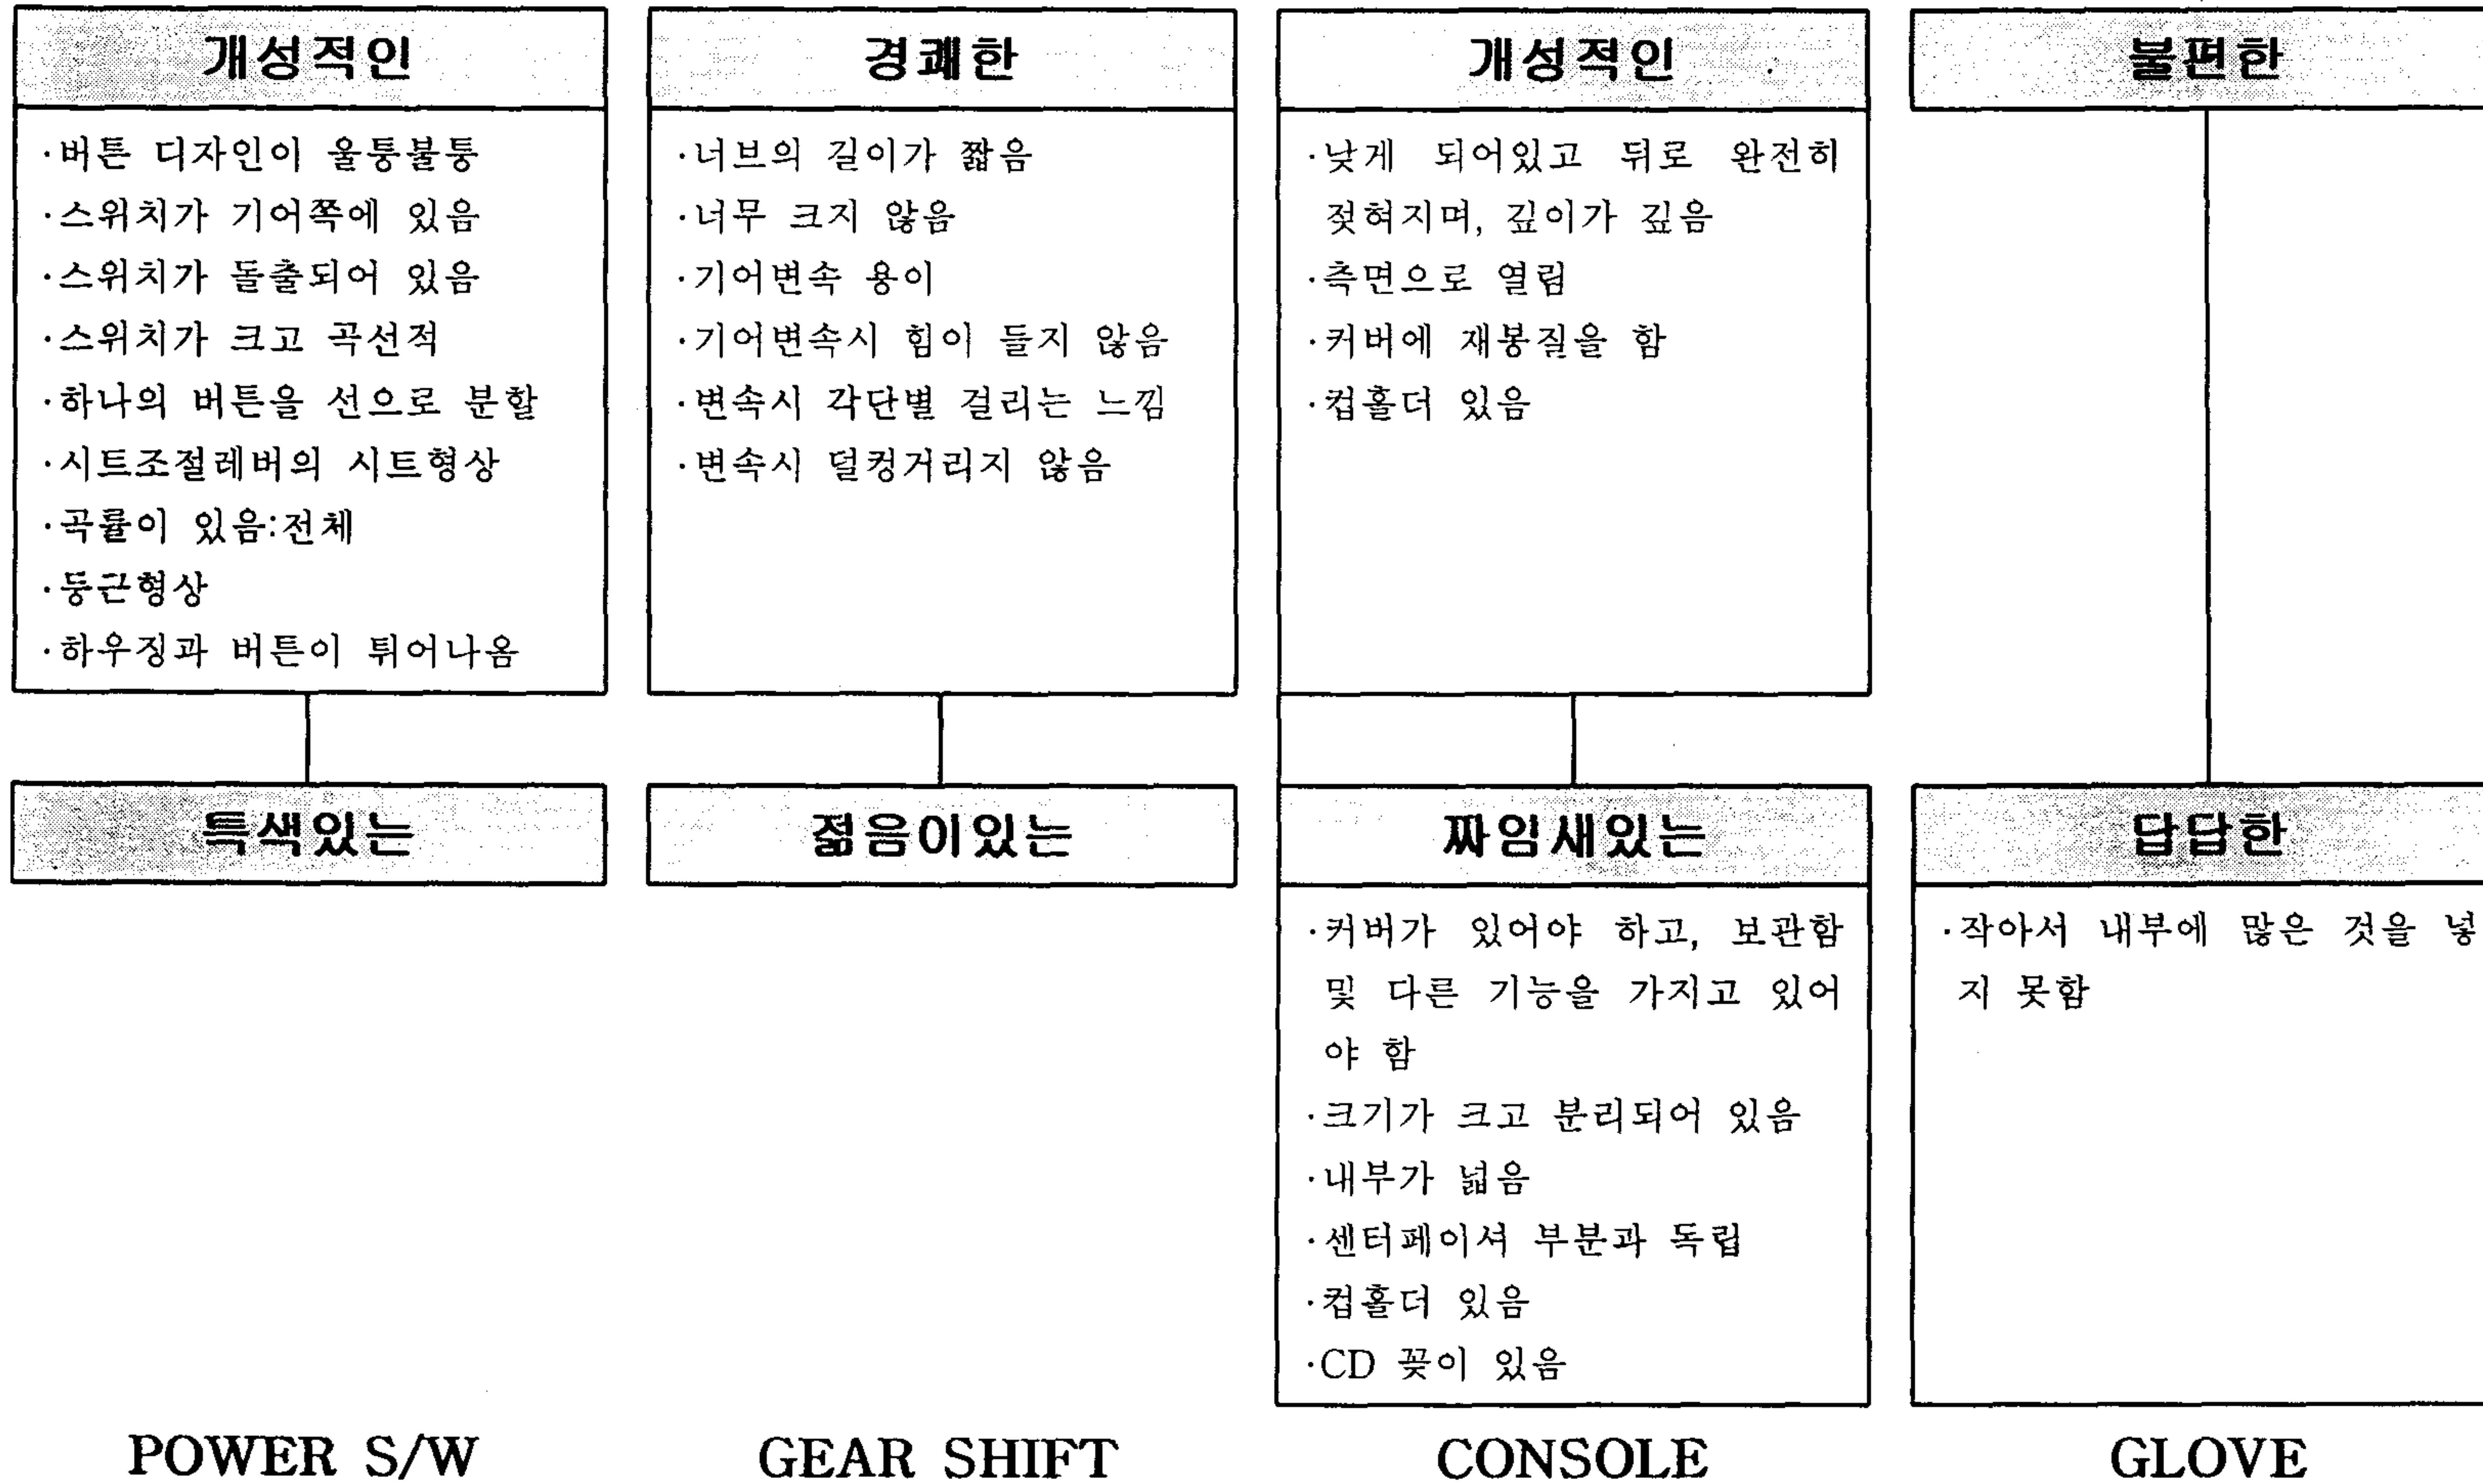 개성적인
·버튼 디자인이 울퉁불퉁
·스위치가 기어쪽에 있음
·스위치가 돌출되어 있음
·스위치가 크고 곡선적
·하나의 버튼을 선으로 분할
·시트조절레버의 시트형상
·곡률이 있음:전체
·둥근형상
·하우징과 버튼이 튀어나옴
특색있는
POWER S/W
경쾌한
·너브의 길이가 짧음
·너무 크지 않음
·기어변속 용이
·기어변속시 힘이 들지 않음
·변속시 각단별 걸리는 느낌
·변속시 덜컹거리지 않음
젊음이있는
GEAR SHIFT
개성적인
·낮게 되어있고 뒤로 완전히
젖혀지며, 깊이가 깊음
·측면으로 열림
·커버에 재봉질을 함
·컵홀더 있음
짜임새있는
·커버가 있어야 하고, 보관함
및 다른 기능을 가지고 있어
야 함
·크기가 크고 분리되어 있음
·내부가 넓음
·센터페이셔 부분과 독립
·컵홀더 있음
·CD 꽂이 있음
CONSOLE
불편한
답답한
·작아서 내부에 많은 것을 넣
지 못함
GLOVE